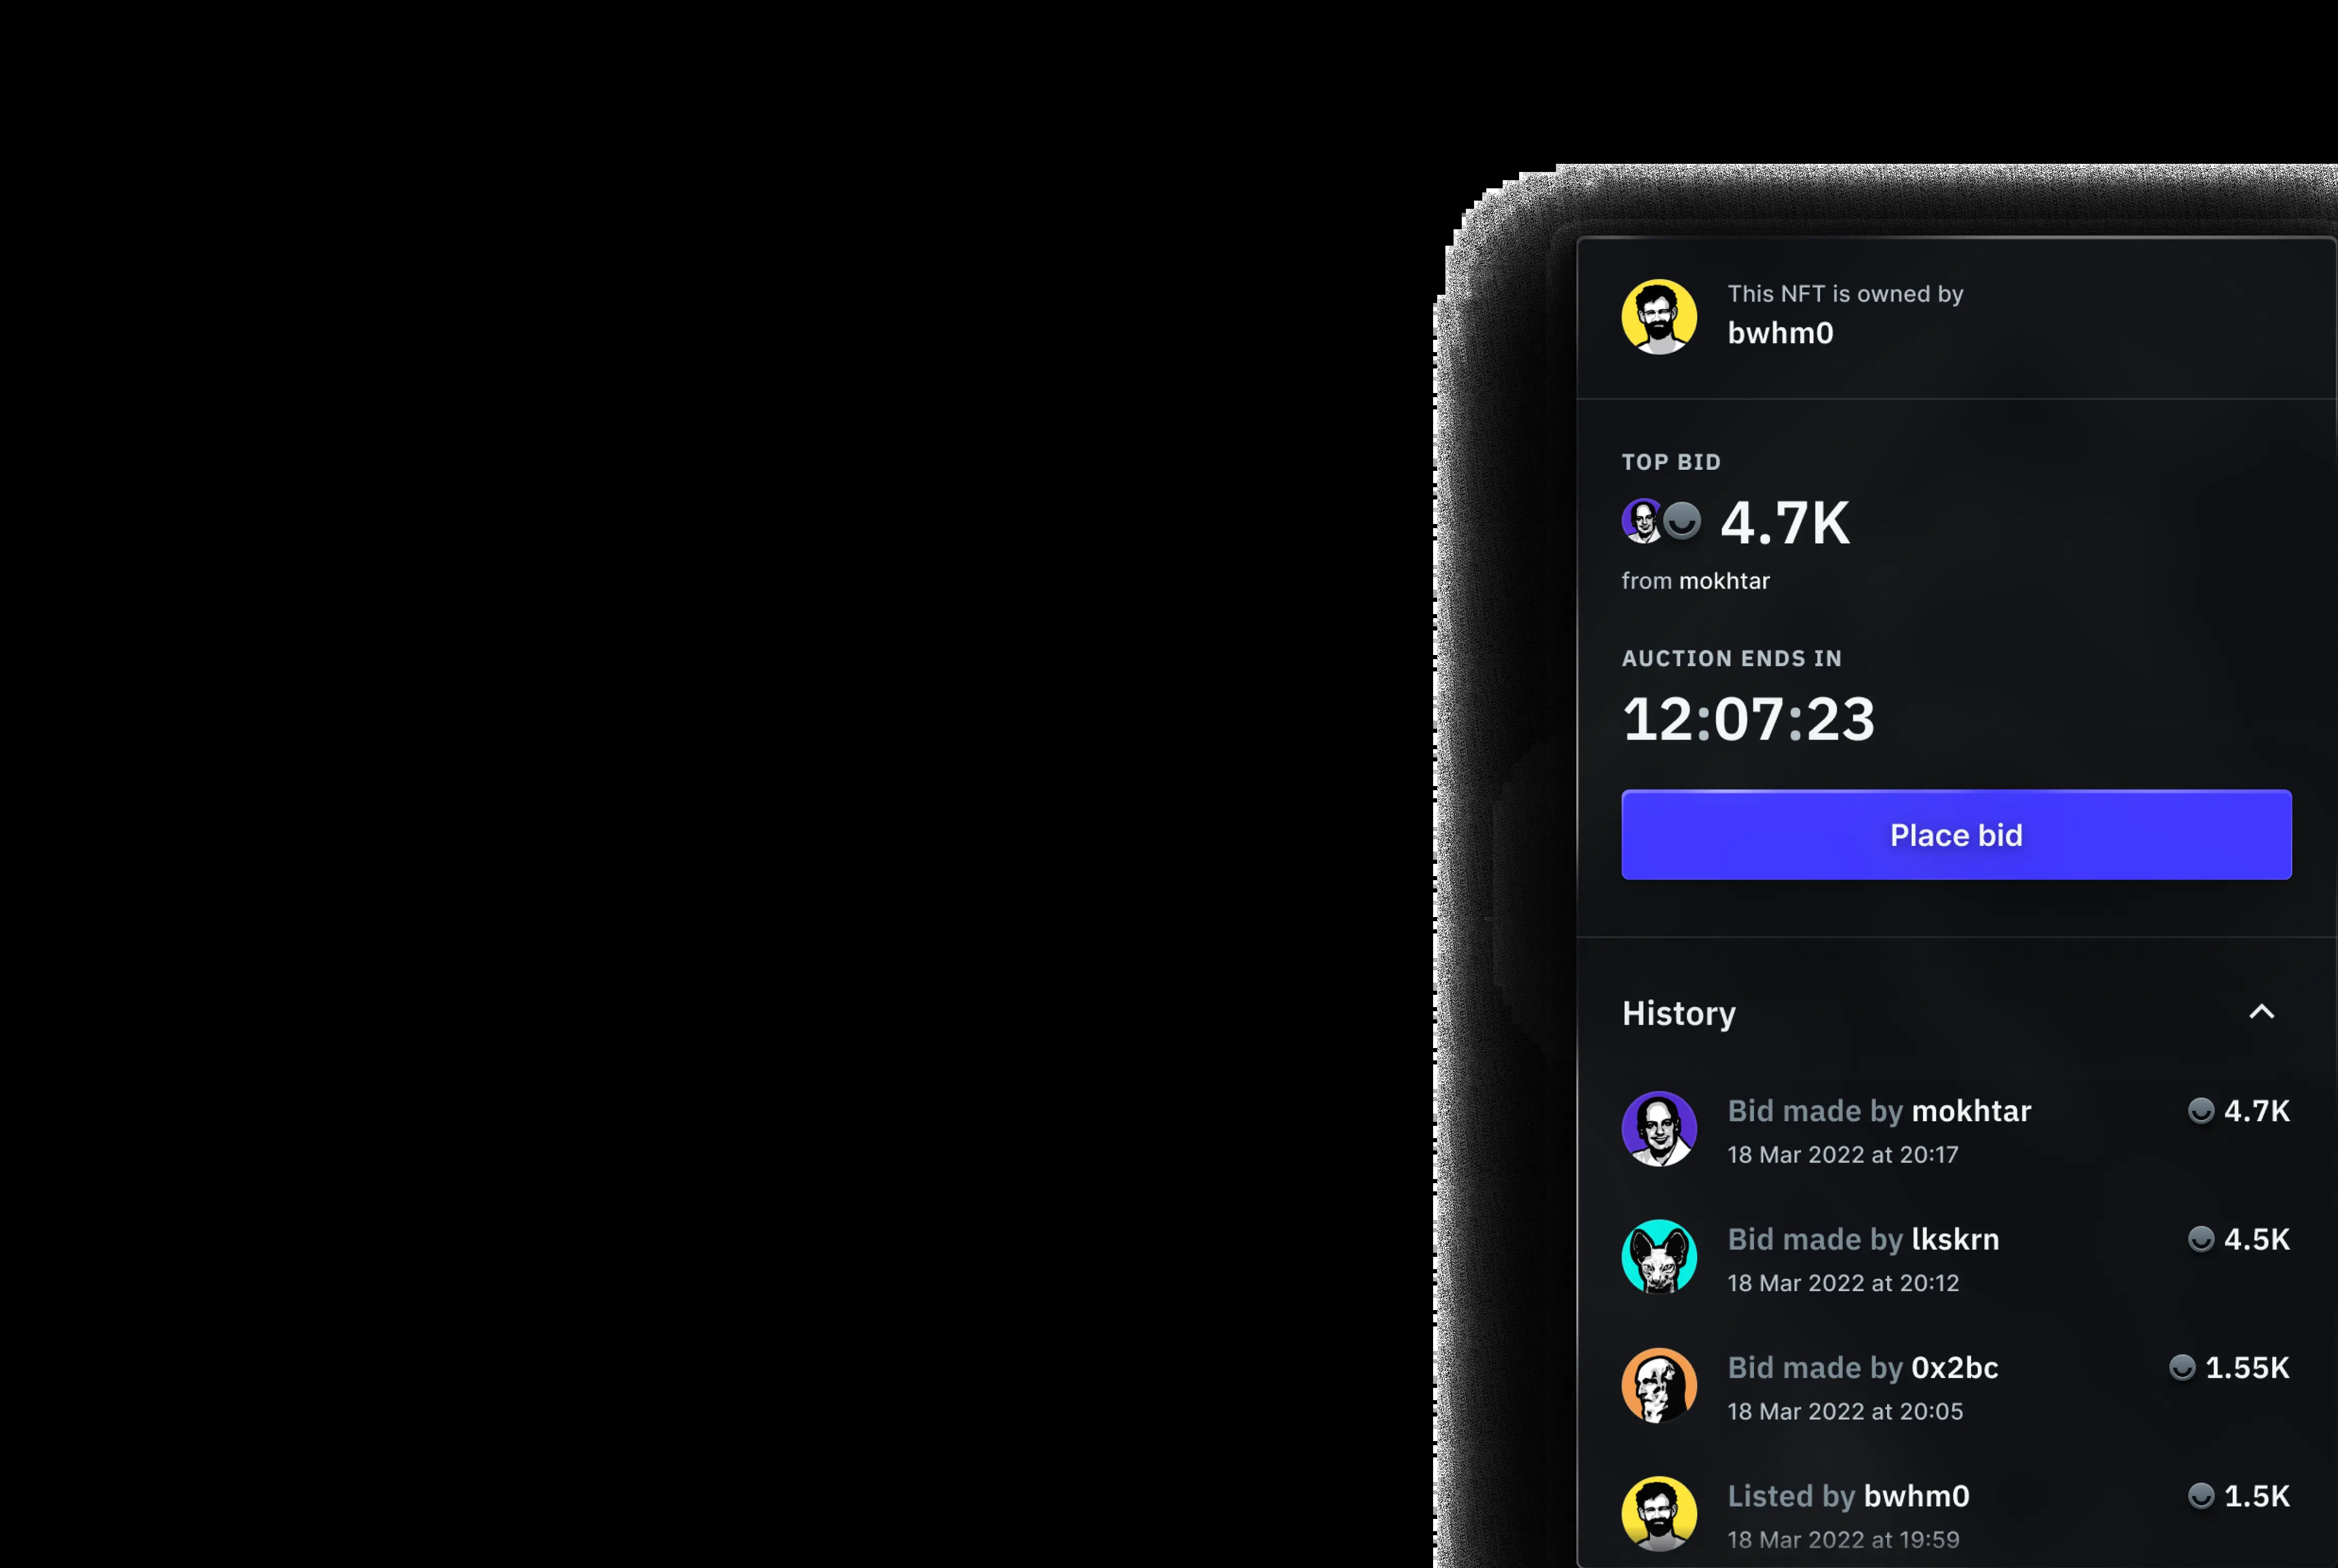 This NFT is owned by
bwhm0
TOP BID
4.7K
from mokhtar
AUCTION ENDS IN
12:07:23
Place bid
History
Bid made by mokhtar 4.7K
18 Mar 2022 at 20:17
Bid made by lkskrn 4.5K
18 Mar 2022 at 20:12
Bid made by 0x2bc 1.55K
18 Mar 2022 at 20:05
Listed by bwhm0 1.5K
18 Mar 2022 at 19:59